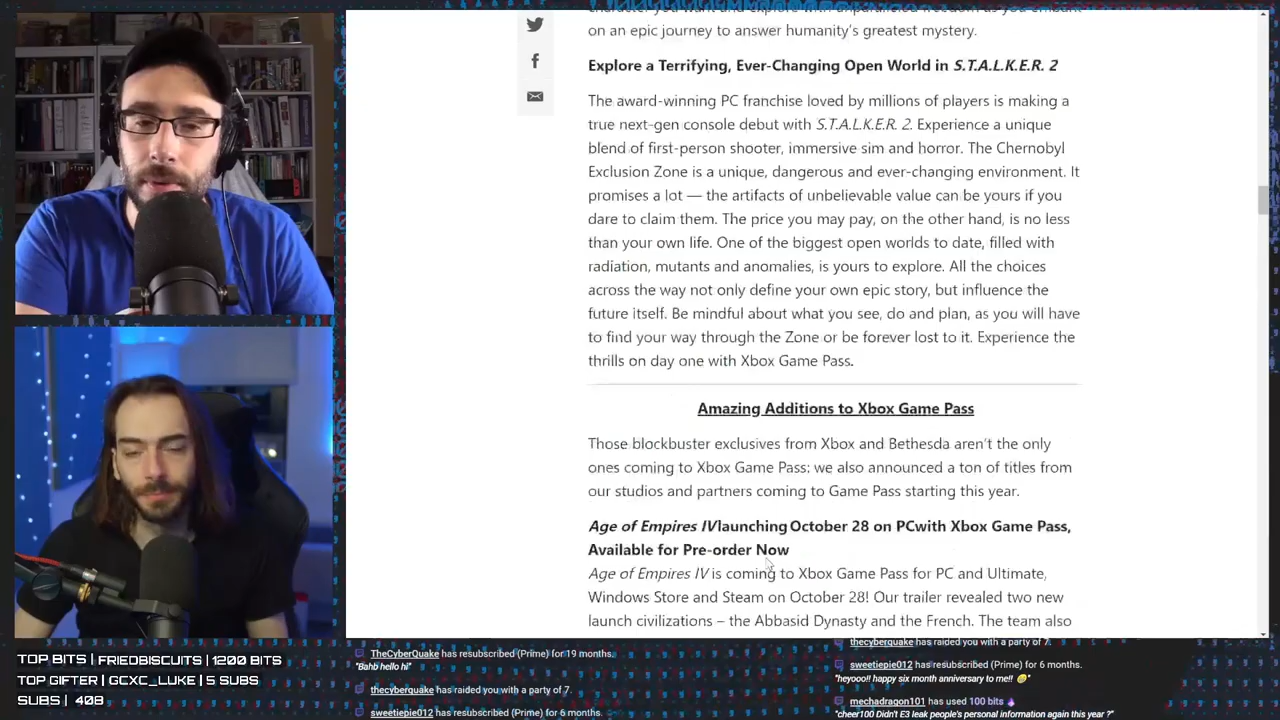 on an epic journey to answer humanity's greatest mystery.
Explore a Terrifying, Ever-Changing Open World in S.T.A.L.K.E.R. 2
The award-winning PC franchise loved by millions of players is making a
true next-gen console debut with S.T.A.L.K.E.R. 2. Experience a unique
blend of first-person shooter, immersive sim and horror. The Chernobyl
Exclusion Zone is a unique, dangerous and ever-changing environment. It
promises a lot — the artifacts of unbelievable value can be yours if you
dare to claim them. The price you may pay, on the other hand, is no less
than your own life. One of the biggest open worlds to date, filled with
radiation, mutants and anomalies, is yours to explore. All the choices
across the way not only define your own epic story, but influence the
future itself. Be mindful about what you see, do and plan, as you will have
to find your way through the Zone or be forever lost to it. Experience the
thrills on day one with Xbox Game Pass.
Amazing Additions to Xbox Game Pass
Those blockbuster exclusives from Xbox and Bethesda aren't the only
ones coming to Xbox Game Pass: we also announced a ton of titles from
our studios and partners coming to Game Pass starting this year.
Age of Empires IV launching October 28 on PC with Xbox Game Pass,
Available for Pre-order Now
Age of Empires IV is coming to Xbox Game Pass for PC and Ultimate,
Windows Store and Steam on October 28! Our trailer revealed two new
launch civilizations – the Abbasid Dynasty and the French. The team also
TOP BITS | FRIEDBISCUITS | 1200 BITS
TOP GIFTER | GCXC_LUKE | 5 SUBS
SUBS | 408
TheCyberQuake has resubscribed (Prime) for 19 months.
"Bahb hello hi"
thecyberquake has raided you with a party of 7.
sweetiepie012 has resubscribed (Prime) for 6 months.
thecyberquake has raided you with a party of 7.
sweetiepie012 has resubscribed (Prime) for 6 months.
"heyooo!! happy six month anniversary to me!!
mechadragon101 has used 100 bits
"cheer100 Didn't E3 leak people's personal information again this year ?"